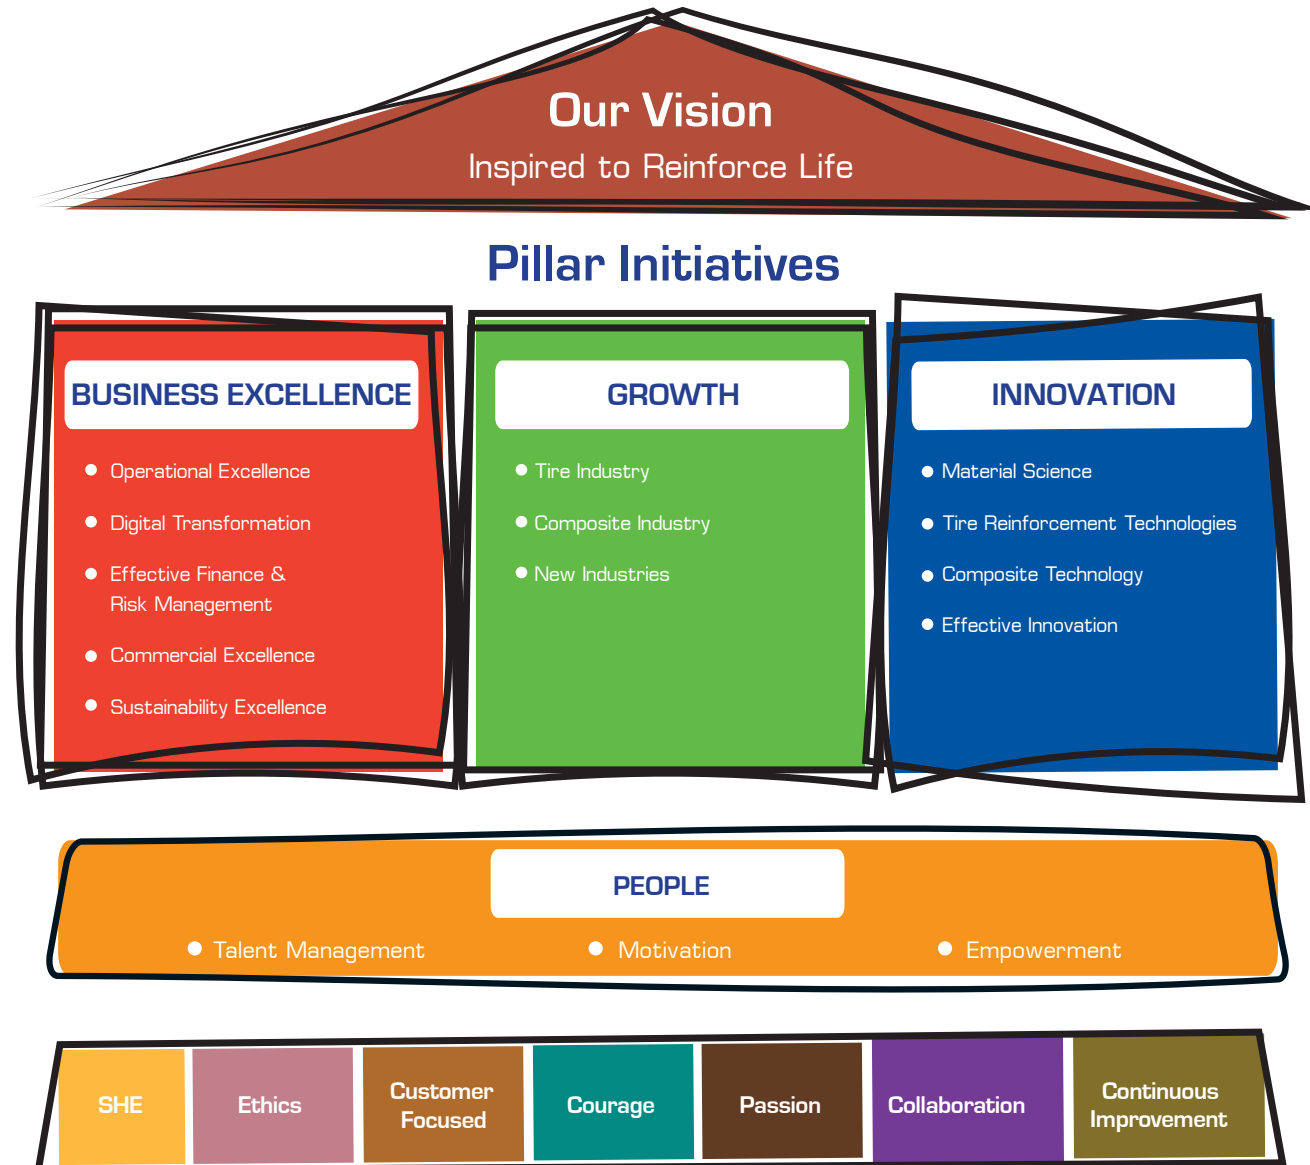 Our Vision
Inspired to Reinforce Life
Pillar Initiatives
BUSINESS EXCELLENCE
Operational Excellence
Digital Transformation
Effective Finance &
Risk Management
Commercial Excellence
Sustainability Excellence
GROWTH
Tire Industry
Composite Industry
New Industries
INNOVATION
Material Science
Tire Reinforcement Technologies
Composite Technology
Effective Innovation
PEOPLE
Talent Management
Motivation
Empowerment
SHE
Ethics
Customer
Focused
Courage
Passion
Collaboration
Continuous
Improvement